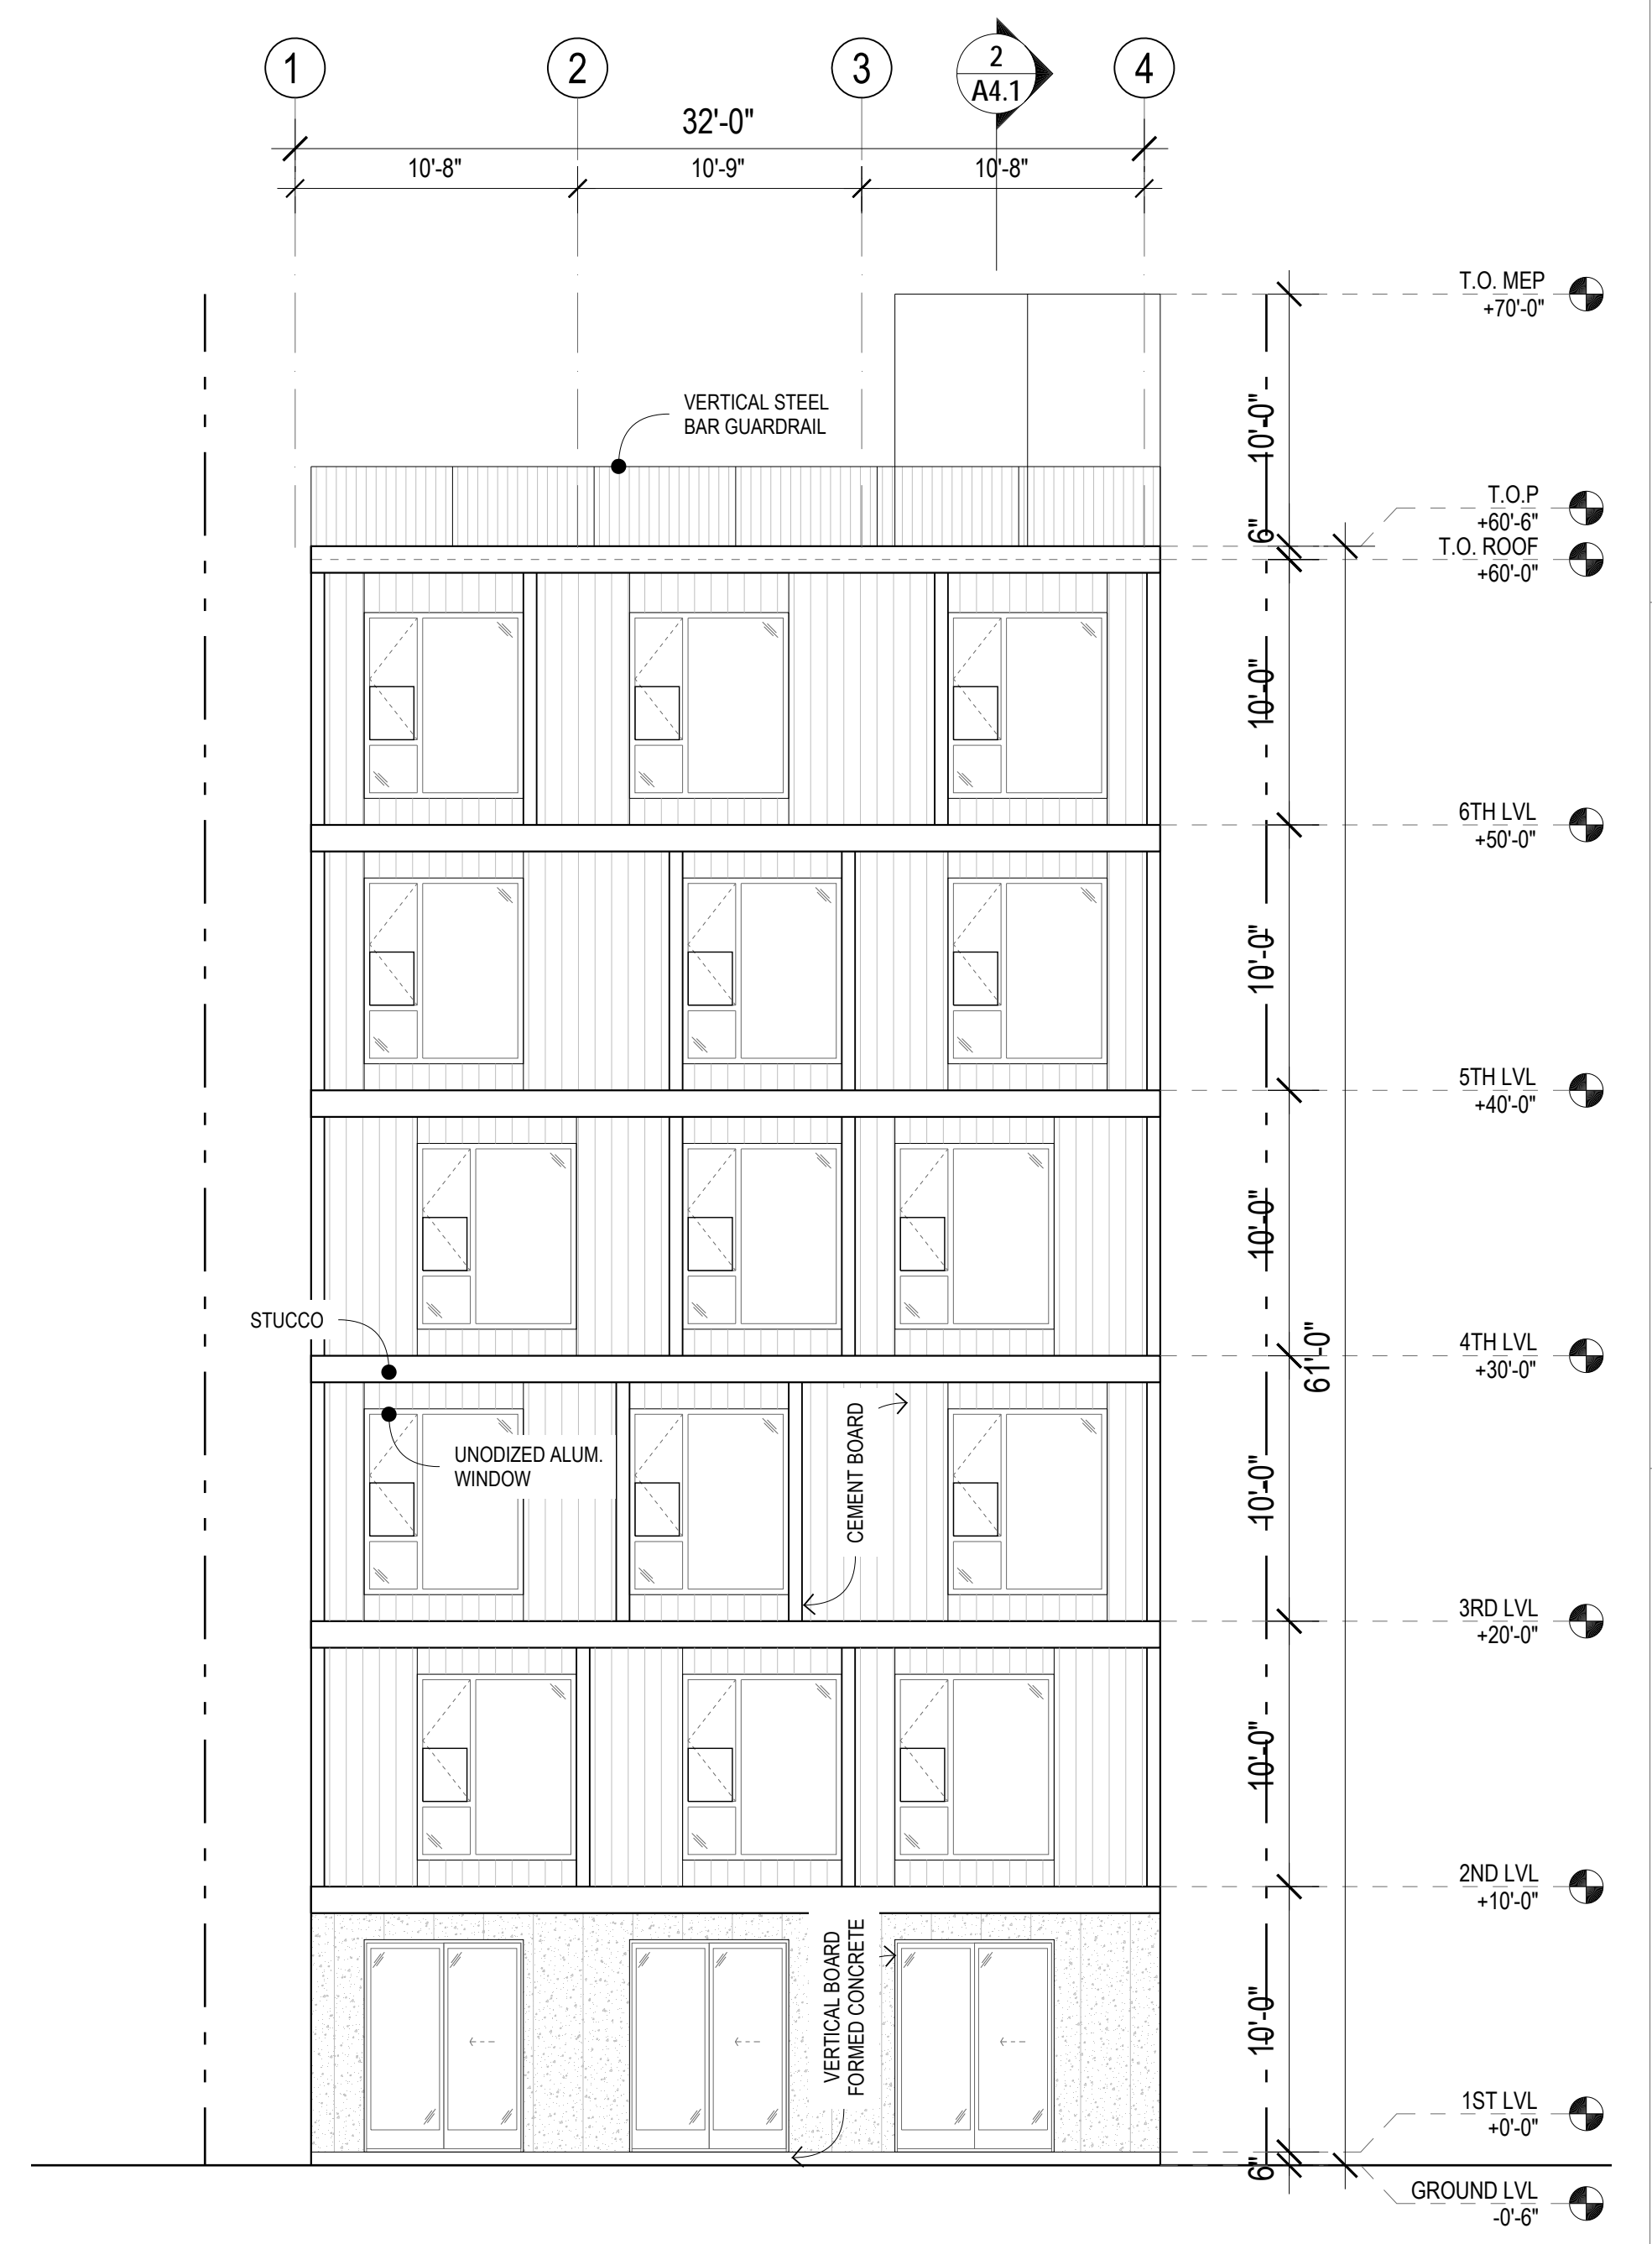 1
2
3
2
A4.1
4
32'-0"
10'-8"
10'-9"
10'-8"
T.O. MEP
+70'-0"
VERTICAL STEEL
BAR GUARDRAIL
10'-0"
T.O.P
+60'-6"
6"
T.O. ROOF
+60'-0"
10'-0"
6TH LVL
+50'-0"
10'-0"
5TH LVL
+40'-0"
10'-0"
STUCCO
4TH LVL
+30'-0"
61'-0"
UNODIZED ALUM.
WINDOW
CEMENT BOARD
10'-0"
3RD LVL
+20'-0"
10'-0"
2ND LVL
+10'-0"
VERTICAL BOARD
FORMED CONCRETE
10'-0"
1ST LVL
+0'-0"
6"
GROUND LVL
-0'-6"